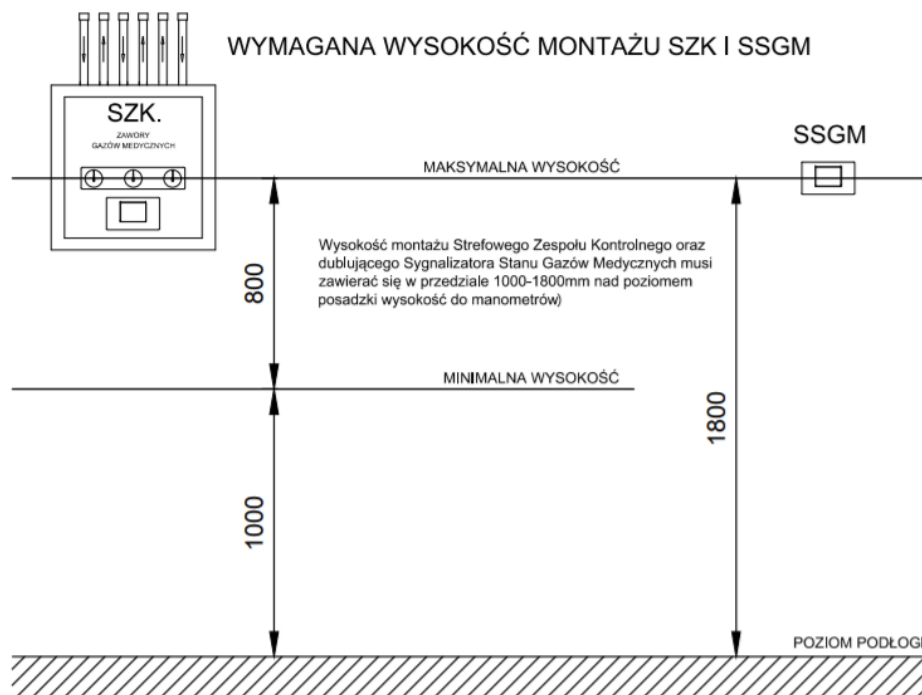 WYMAGANA WYSOKOŚĆ MONTAŻU SZK I SSGM
SZK.
ZAWORY
GAZÓW MEDYCZNYCH
SSGM
MAKSYMALNA WYSOKOŚĆ
Wysokość montażu Strefowego Zespołu Kontrolnego oraz
dublującego Sygnalizatora Stanu Gazów Medycznych musi
zawierać się w przedziale 1000-1800mm nad poziomem
posadzki wysokość do manometrów)
800
MINIMALNA WYSOKOŚĆ
1800
1000
POZIOM PODŁOGI